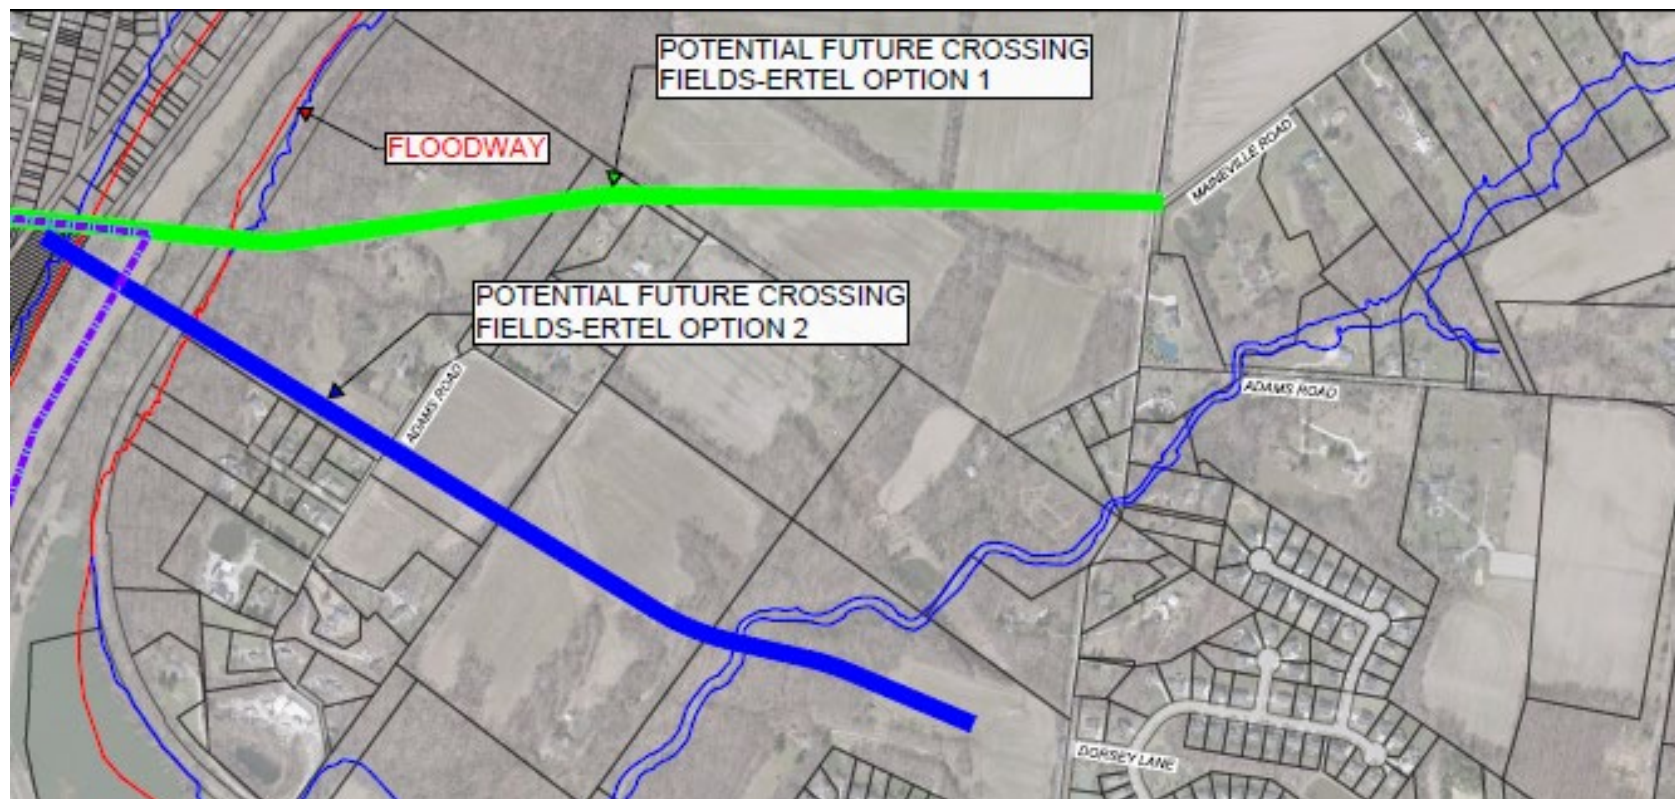 POTENTIAL FUTURE CROSSING
FIELDS-ERTEL OPTION 1
FLOODWAY
MAINEVILLE ROAD
POTENTIAL FUTURE CROSSING
FIELDS-ERTEL OPTION 2
ADAMS ROAD
ADAMS ROAD
DORSEY LANE